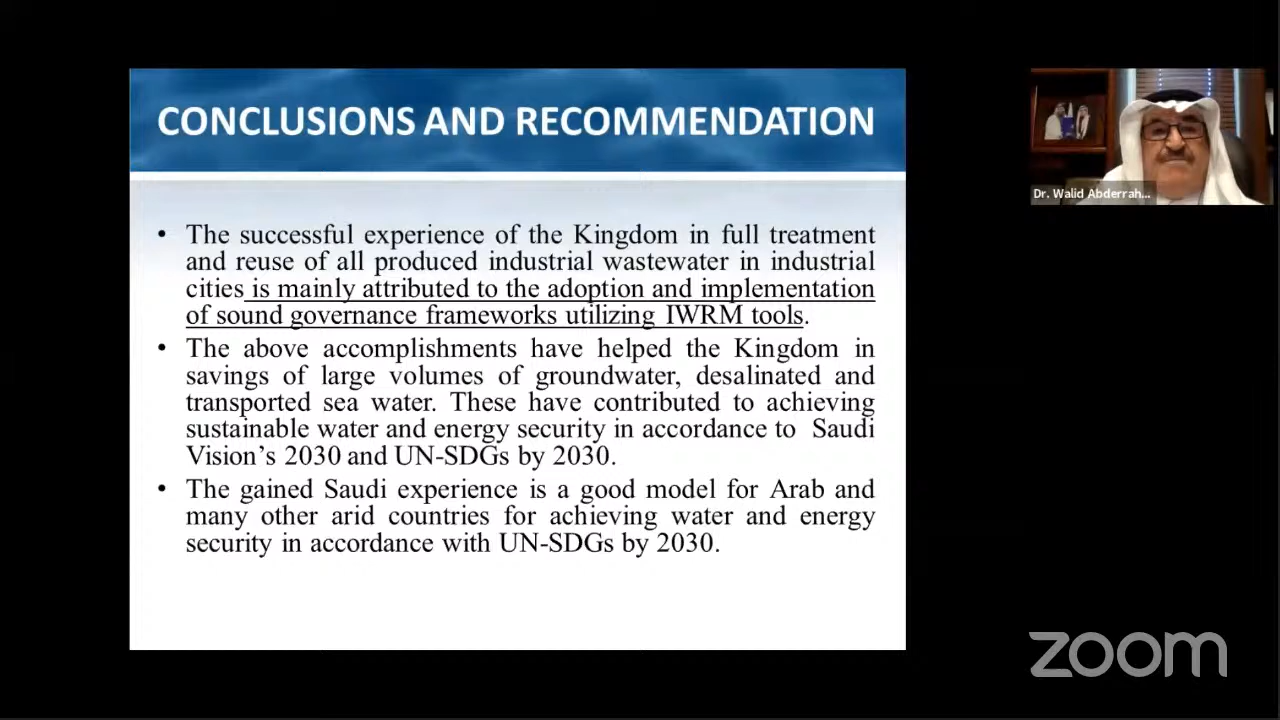 CONCLUSIONS AND RECOMMENDATION
• The successful experience of the Kingdom in full treatment
and reuse of all produced industrial wastewater in industrial
cities is mainly attributed to the adoption and implementation
of sound governance frameworks utilizing IWRM tools.
• The above accomplishments have helped the Kingdom in
savings of large volumes of groundwater, desalinated and
transported sea water. These have contributed to achieving
sustainable water and energy security in accordance to Saudi
Vision’s 2030 and UN-SDGs by 2030.
• The gained Saudi experience is a good model for Arab and
many other arid countries for achieving water and energy
security in accordance with UN-SDGs by 2030.
Dr. Walid Abderrah...
zoom